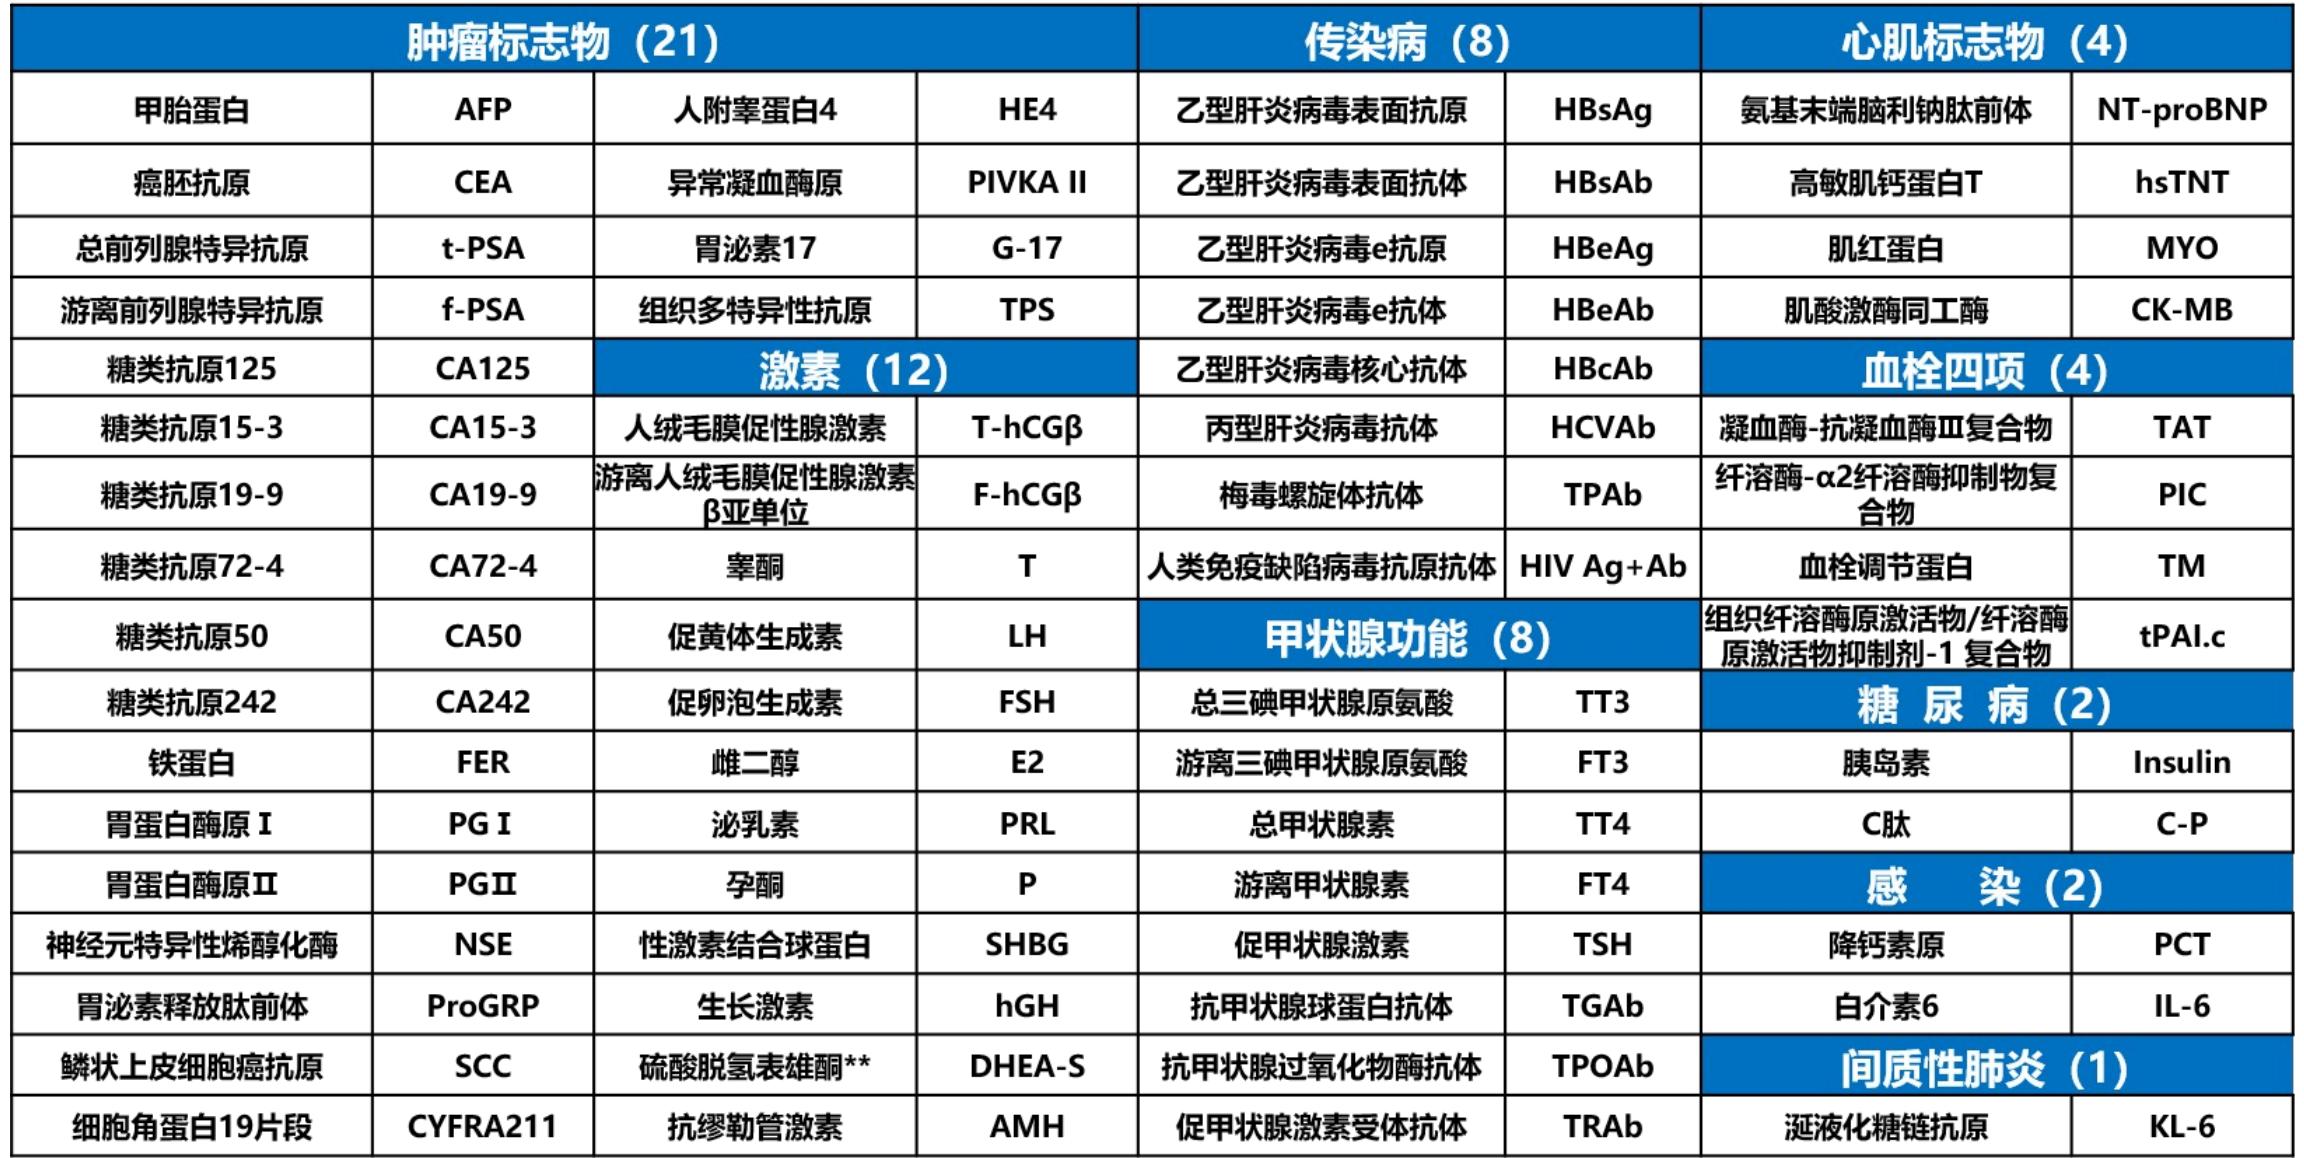 肿瘤标志物（21） 传染病（8） 心肌标志物（4）
甲胎蛋白 AFP 人附睾蛋白4 HE4 乙型肝炎病毒表面抗原 HBsAg 氨基末端脑利钠肽前体 NT-proBNP
癌胚抗原 CEA 异常凝血酶原 PIVKA II 乙型肝炎病毒表面抗体 HBsAb 高敏肌钙蛋白T hsTNT
总前列腺特异抗原 t-PSA 胃泌素17 G-17 乙型肝炎病毒e抗原 HBeAg 肌红蛋白 MYO
游离前列腺特异抗原 f-PSA 组织多特异性抗原 TPS 乙型肝炎病毒e抗体 HBeAb 肌酸激酶同工酶 CK-MB
糖类抗原125 CA125 激素（12） 乙型肝炎病毒核心抗体 HBcAb 血栓四项（4）
糖类抗原15-3 CA15-3 人绒毛膜促性腺激素 T-hCGβ 丙型肝炎病毒抗体 HCVAb 凝血酶-抗凝血酶Ⅲ复合物 TAT
糖类抗原19-9 CA19-9 游离人绒毛膜促性腺激素
β亚单位 F-hCGβ 梅毒螺旋体抗体 TPAb 纤溶酶-α2纤溶酶抑制物复
合物 PIC
糖类抗原72-4 CA72-4 睾酮 T 人类免疫缺陷病毒抗原抗体 HIV Ag+Ab 血栓调节蛋白 TM
糖类抗原50 CA50 促黄体生成素 LH 甲状腺功能（8） 组织纤溶酶原激活物/纤溶酶
原激活物抑制剂-1 复合物 tPAI.c
糖类抗原242 CA242 促卵泡生成素 FSH 总三碘甲状腺原氨酸 TT3 糖 尿 病（2）
铁蛋白 FER 雌二醇 E2 游离三碘甲状腺原氨酸 FT3 胰岛素 Insulin
胃蛋白酶原Ⅰ PGⅠ 泌乳素 PRL 总甲状腺素 TT4 C肽 C-P
胃蛋白酶原Ⅱ PGⅡ 孕酮 P 游离甲状腺素 FT4 感 染（2）
神经元特异性烯醇化酶 NSE 性激素结合球蛋白 SHBG 促甲状腺激素 TSH 降钙素原 PCT
胃泌素释放肽前体 ProGRP 生长激素 hGH 抗甲状腺球蛋白抗体 TGAb 白介素6 IL-6
鳞状上皮细胞癌抗原 SCC 硫酸脱氢表雄酮** DHEA-S 抗甲状腺过氧化物酶抗体 TPOAb 间质性肺炎（1）
细胞角蛋白19片段 CYFRA211 抗缪勒管激素 AMH 促甲状腺激素受体抗体 TRAb 涎液化糖链抗原 KL-6